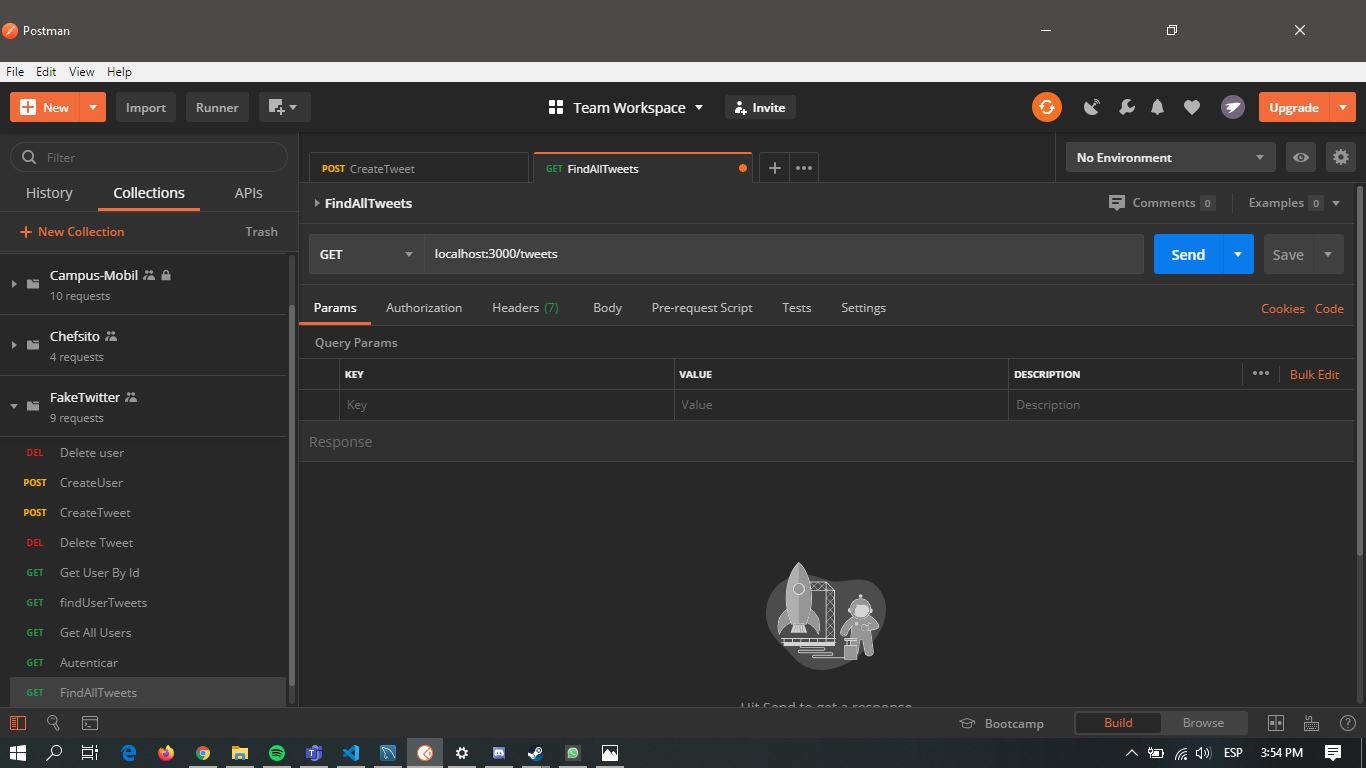 Postman
File Edit View Help
New Import Runner Team Workspace Invite Upgrade
Filter
History Collections APIs
New Collection Trash
Campus-Mobil
10 requests
Chefsito
4 requests
FakeTwitter
9 requests
DEL Delete user
POST CreateUser
POST CreateTweet
DEL Delete Tweet
GET Get User By Id
GET findUserTweets
GET Get All Users
GET Autenticar
GET FindAllTweets
POST CreateTweet GET FindAllTweets No Environment
FindAllTweets Comments 0 Examples 0
GET localhost:3000/tweets Send Save
Params Authorization Headers (7) Body Pre-request Script Tests Settings Cookies Code
Query Params
KEY VALUE DESCRIPTION Bulk Edit
Key Value Description
Response
Hit Send to get a response
Bootcamp Build Browse
ESP 3:54 PM